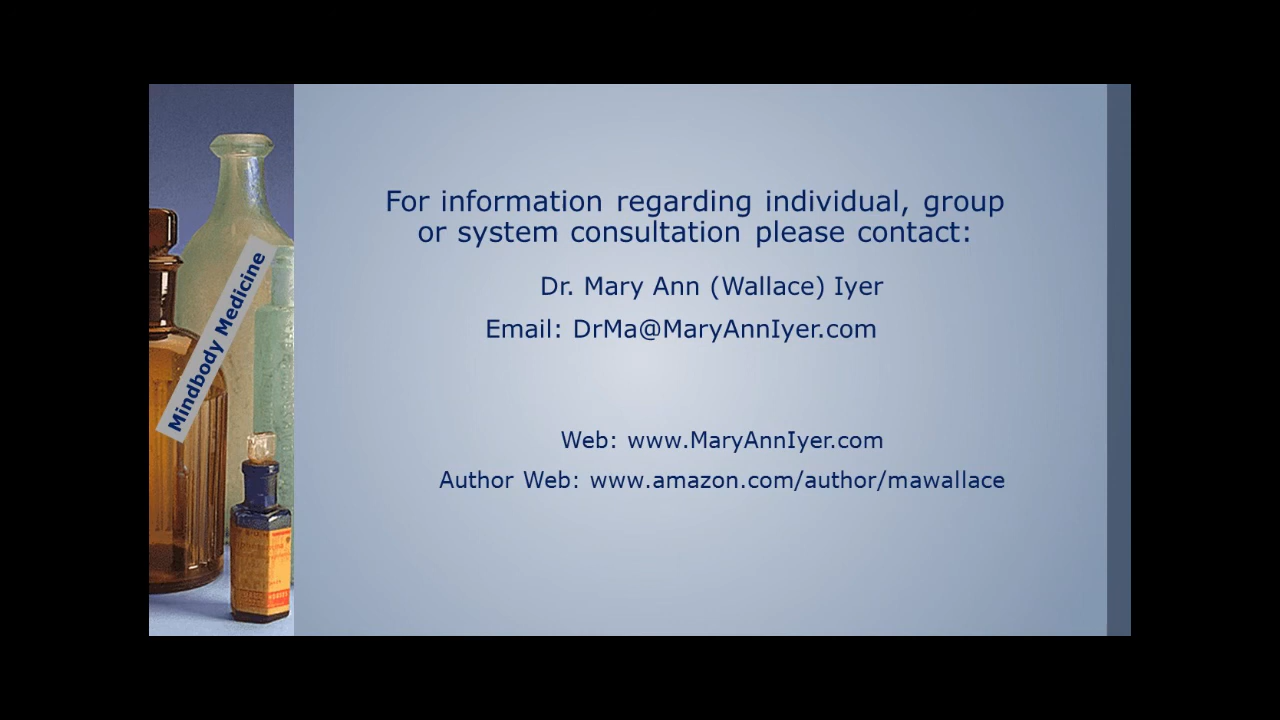 Mindbody Medicine
For information regarding individual, group
or system consultation please contact:
Dr. Mary Ann (Wallace) Iyer
Email: DrMa@MaryAnnIyer.com
Web: www.MaryAnnIyer.com
Author Web: www.amazon.com/author/mawallace